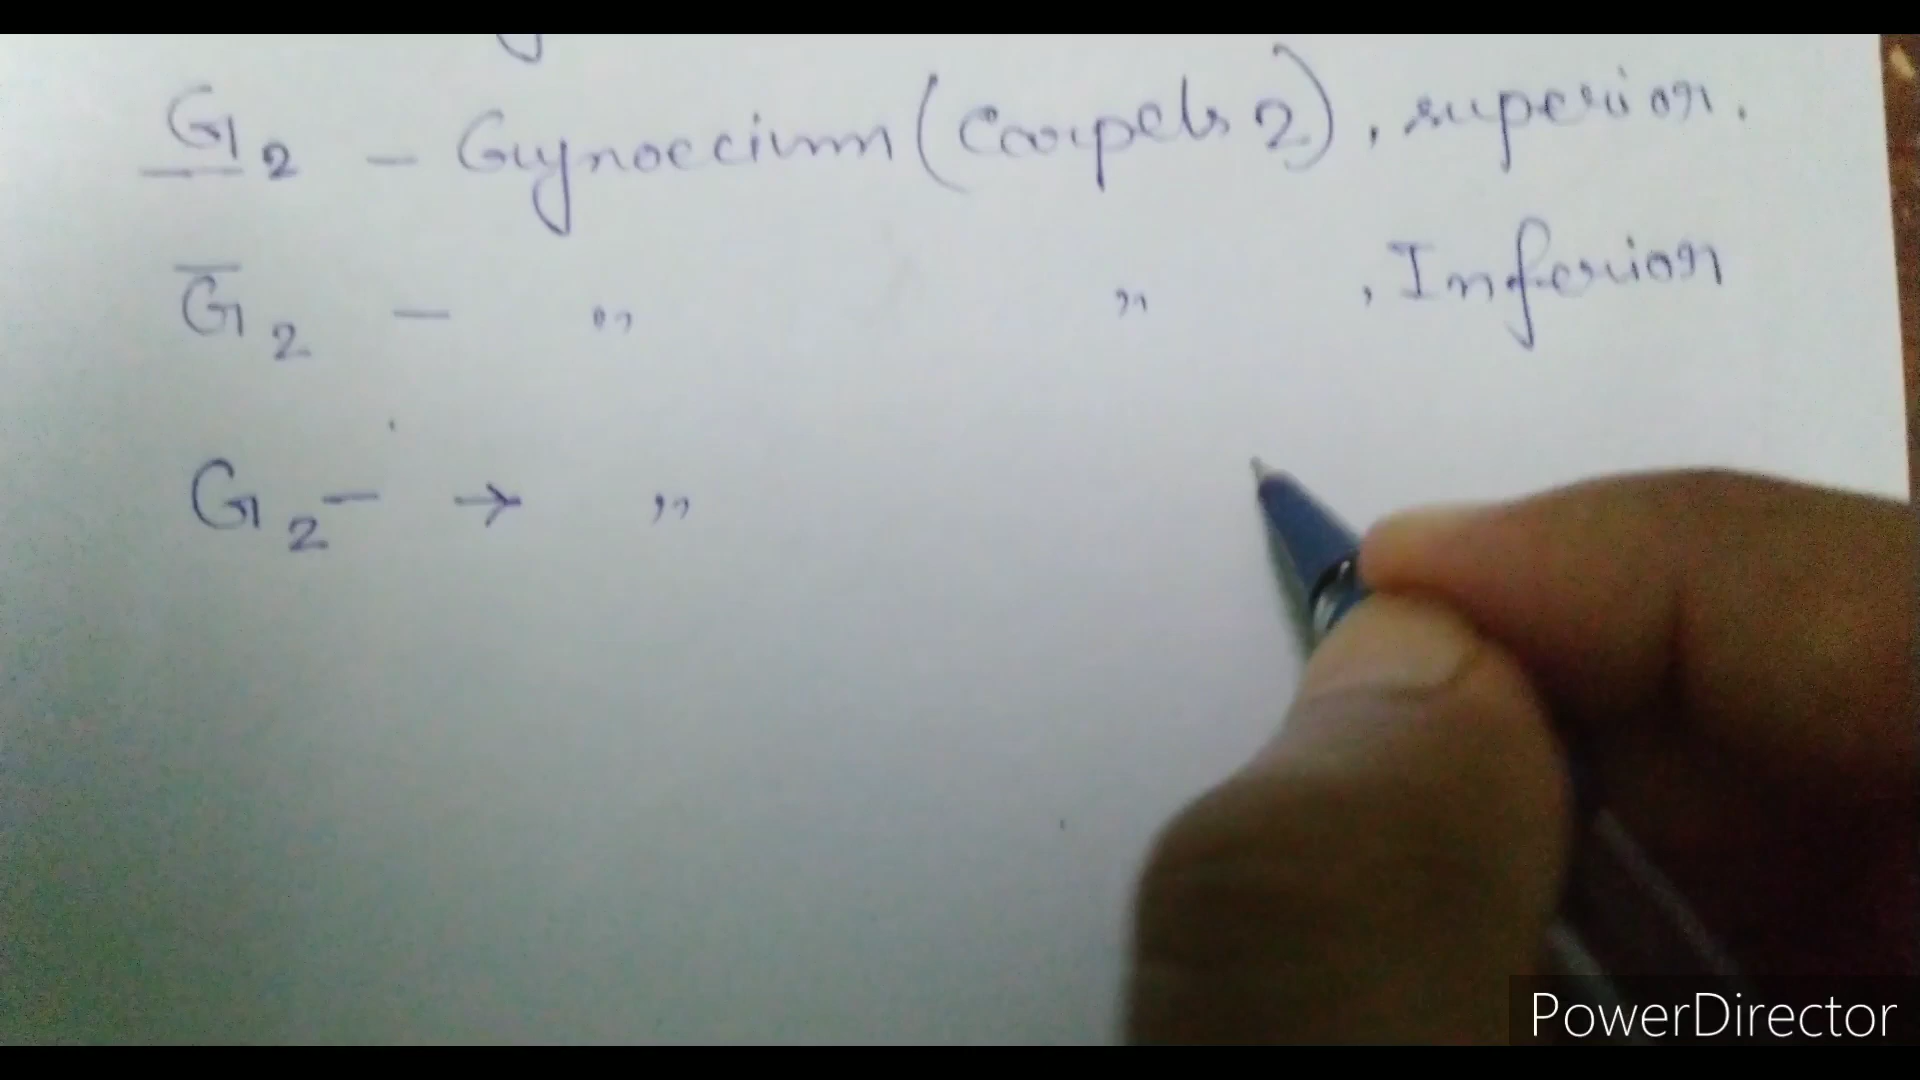 G2 - Gynoecium (Carpels 2), superior.
G2 - " " , Inferior
G2- → "
PowerDirector